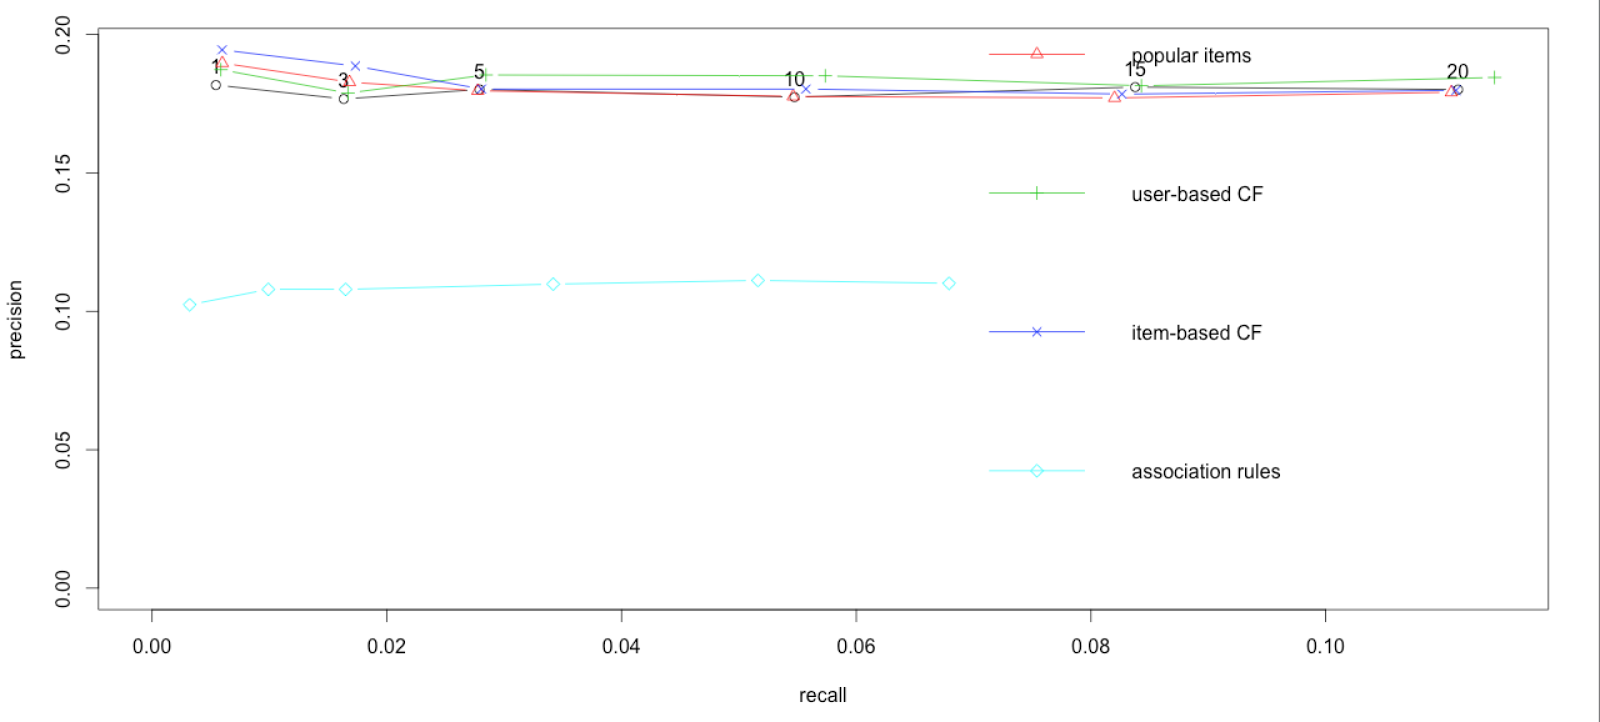 0.20
0.15
0.10
0.05
0.00
precision
1
3
5
10
15
20
popular items
user-based CF
item-based CF
association rules
0.00
0.02
0.04
0.06
0.08
0.10
recall